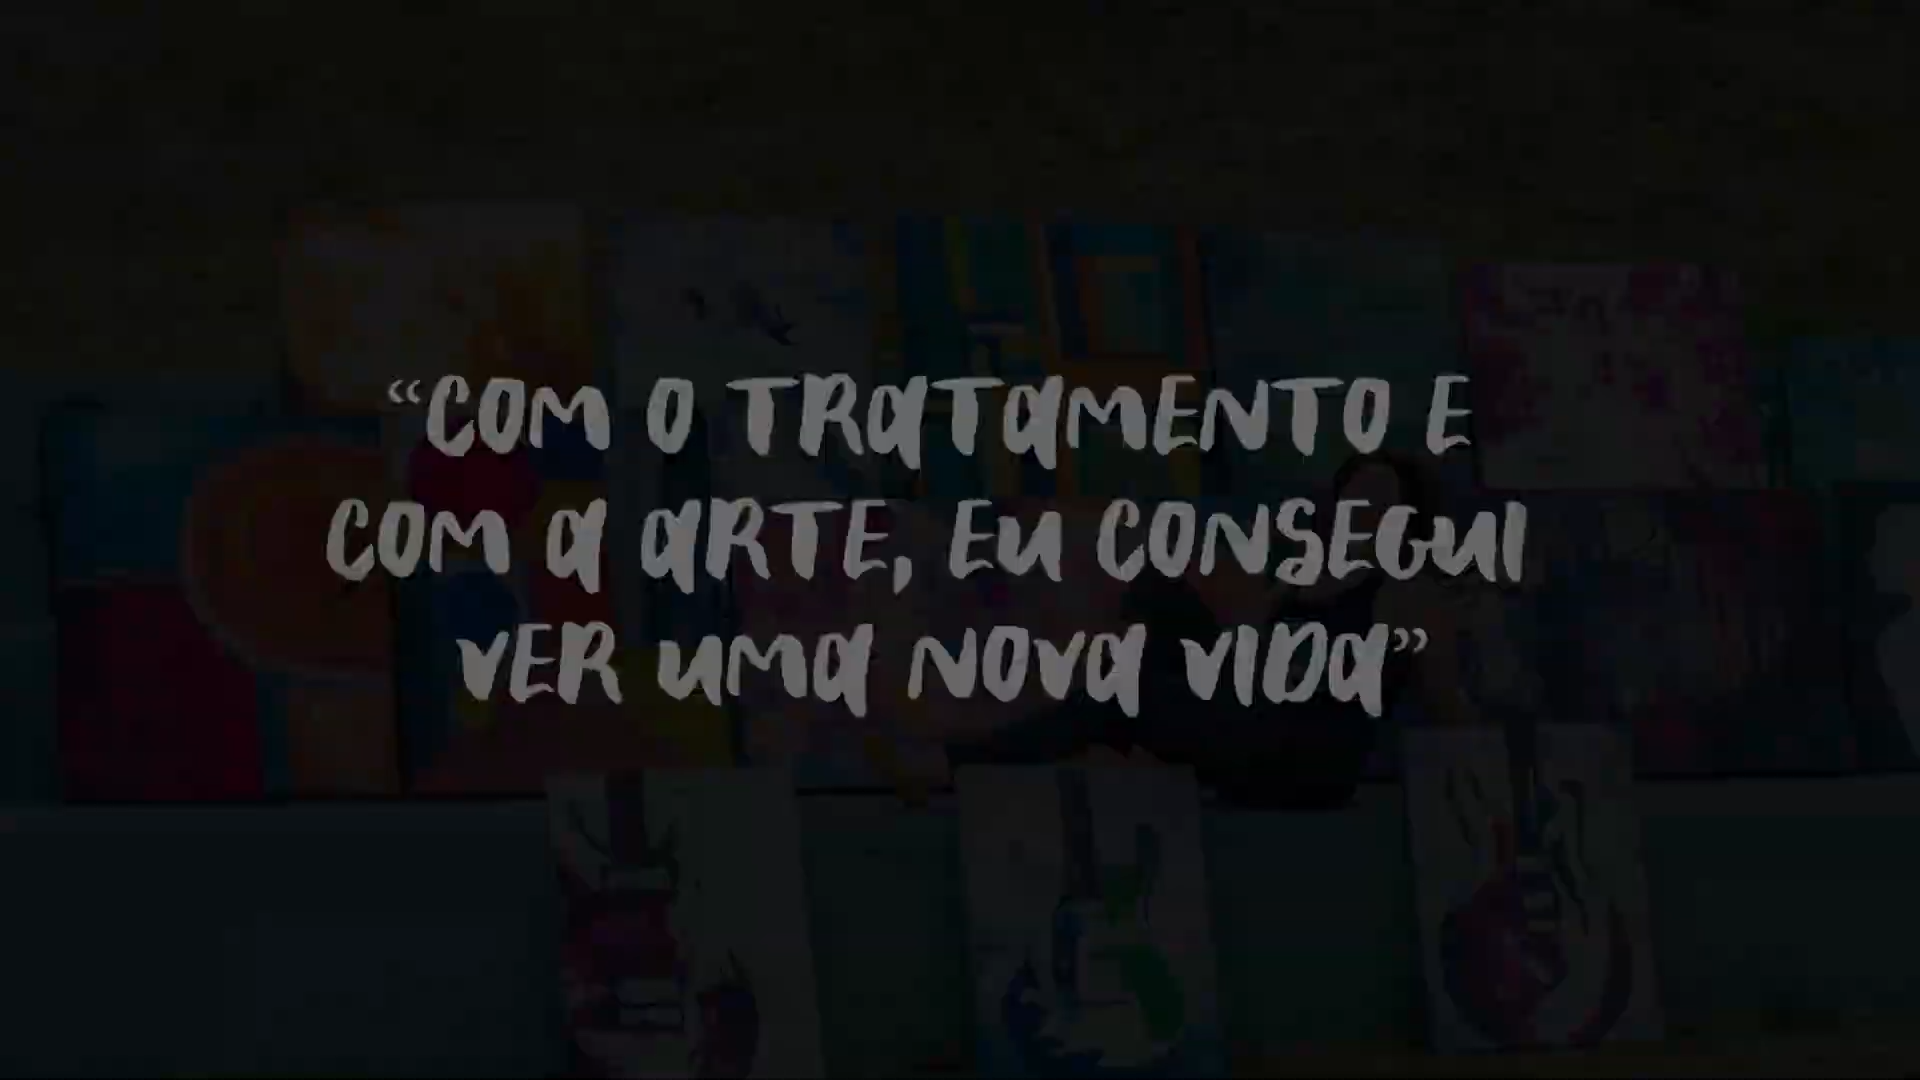 “COM O TRATAMENTO E
COM A ARTE, EU CONSEGUI
VER UMA NOVA VIDA”